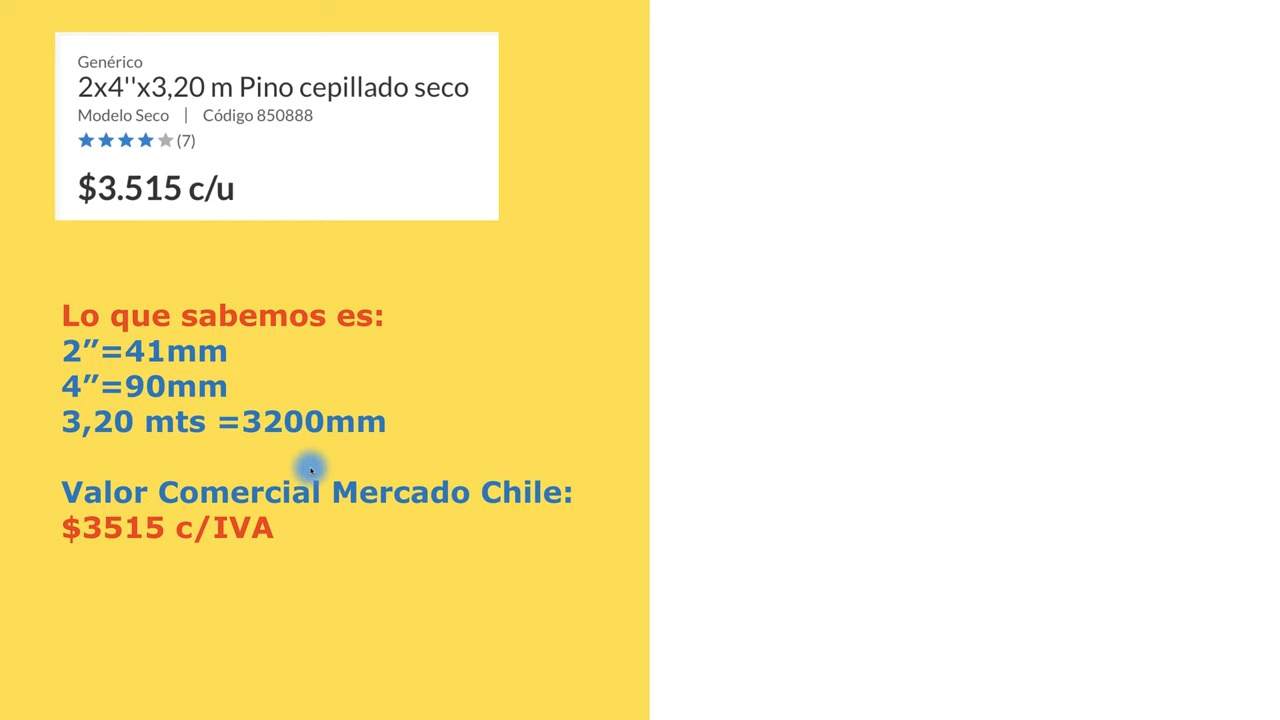 Genérico
2x4''x3,20 m Pino cepillado seco
Modelo Seco | Código 850888
(7)
$3.515 c/u
Lo que sabemos es:
2”=41mm
4”=90mm
3,20 mts =3200mm
Valor Comercial Mercado Chile:
$3515 c/IVA